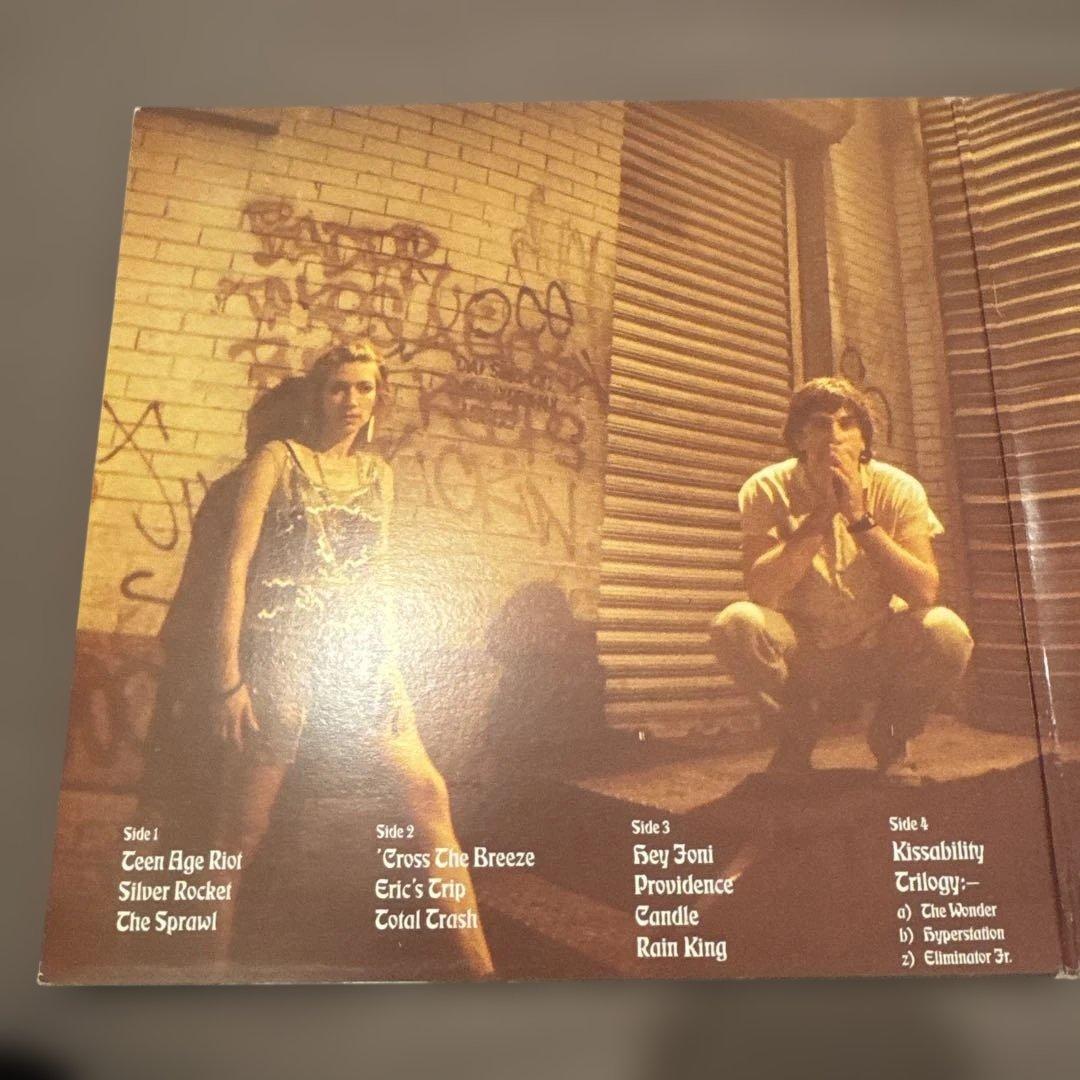 Side 1
Teen Age Riot
Silver Rocket
The Sprawl
Side 2
'Cross The Breeze
Eric's Trip
Total Trash
Side 3
Hey Joni
Providence
Candle
Rain King
Side 4
Kissability
Trilogy:–
a) The Wonder
b) Hyperstation
z) Eliminator Jr.